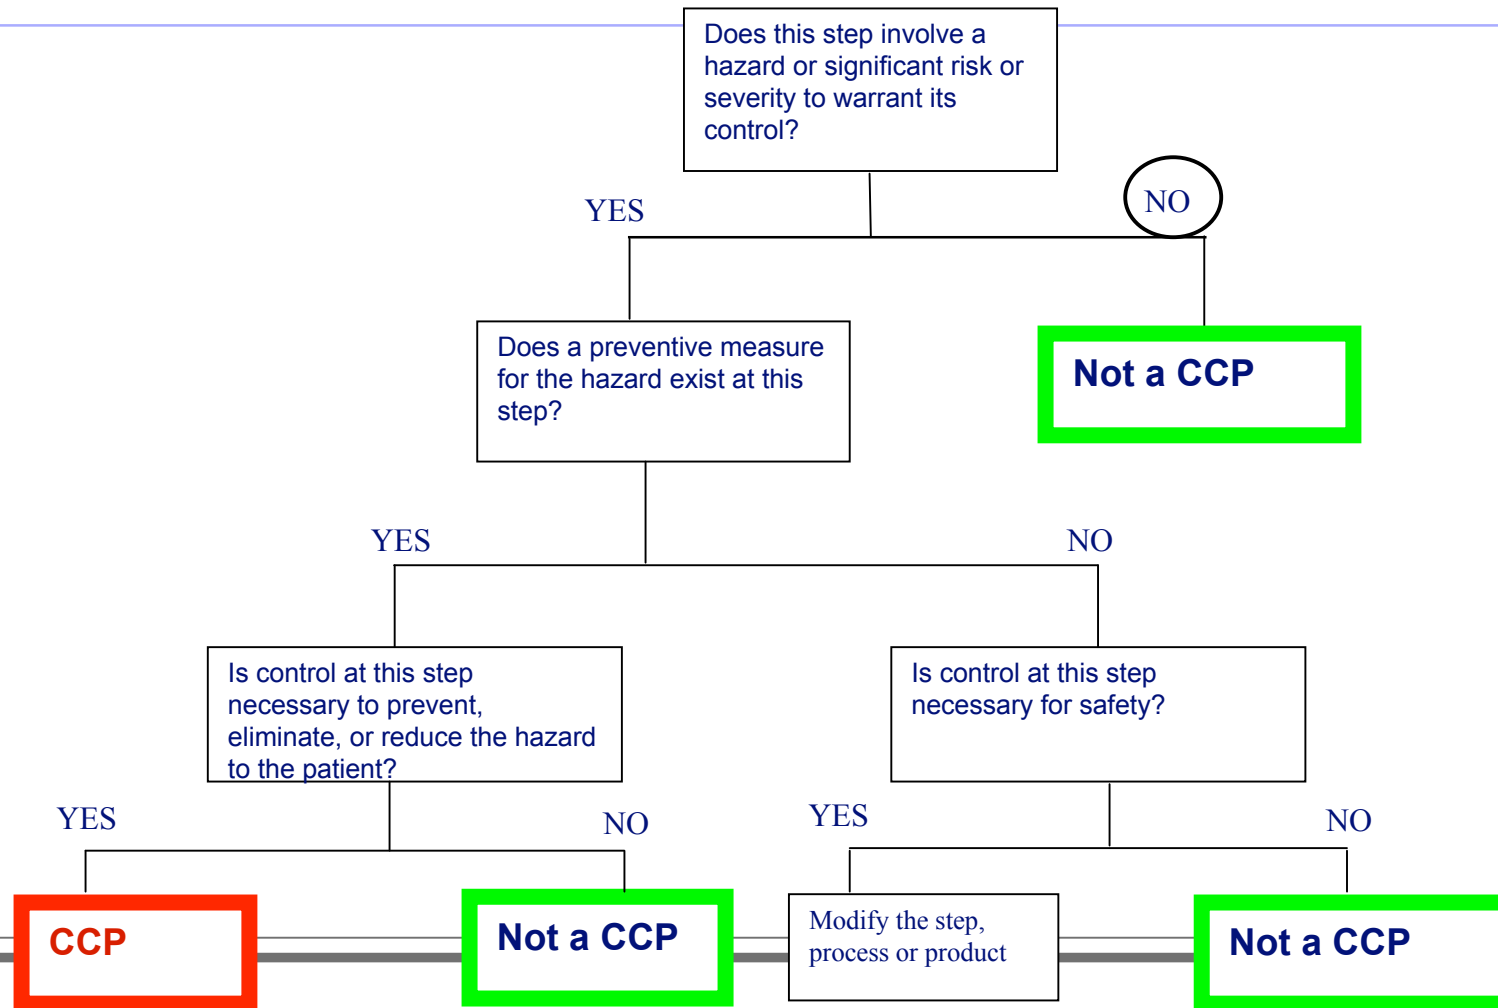 Does this step involve a
hazard or significant risk or
severity to warrant its
control?
YES
NO
Does a preventive measure
for the hazard exist at this
step?
Not a CCP
YES
NO
Is control at this step
necessary to prevent,
eliminate, or reduce the hazard
to the patient?
Is control at this step
necessary for safety?
YES
NO
YES
NO
CCP
Not a CCP
Modify the step,
process or product
Not a CCP